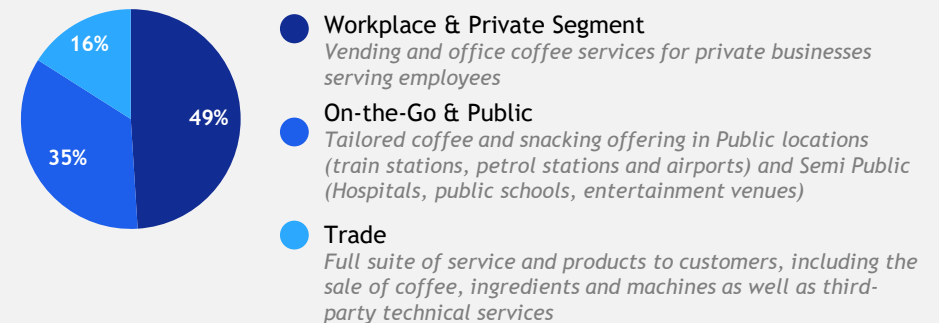 16%
49%
35%
Workplace & Private Segment
Vending and office coffee services for private businesses
serving employees
On-the-Go & Public
Tailored coffee and snacking offering in Public locations
(train stations, petrol stations and airports) and Semi Public
(Hospitals, public schools, entertainment venues)
Trade
Full suite of service and products to customers, including the
sale of coffee, ingredients and machines as well as third-
party technical services